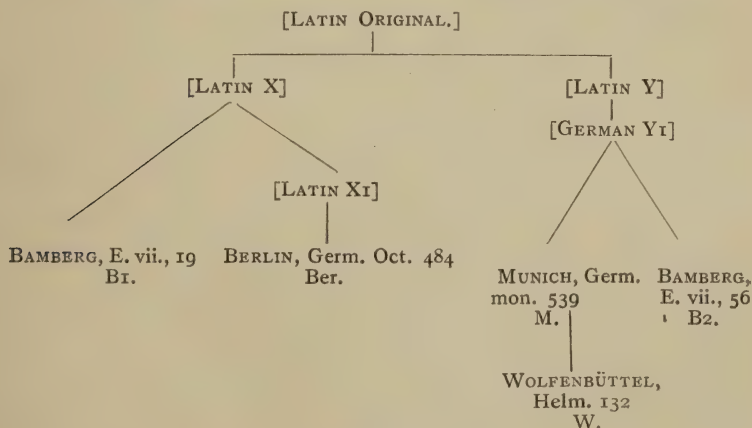 [LATIN ORIGINAL.]
[LATIN X]
[LATIN Y]
[GERMAN Y1]
[LATIN X1]
BAMBERG, E. vii., 19
B1.
BERLIN, Germ. Oct. 484
Ber.
MUNICH, Germ.
mon. 539
M.
BAMBERG,
E. vii., 56
B2.
WOLFENBÜTTEL,
Helm. 132
W.